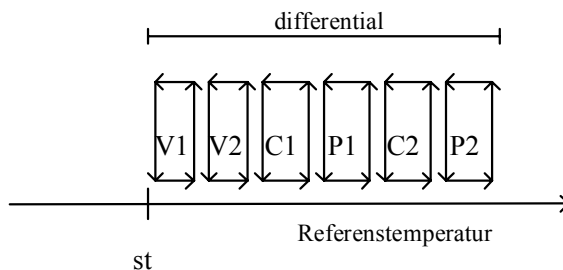 differential
V1 V2 C1 P1 C2 P2
Referenstemperatur
st